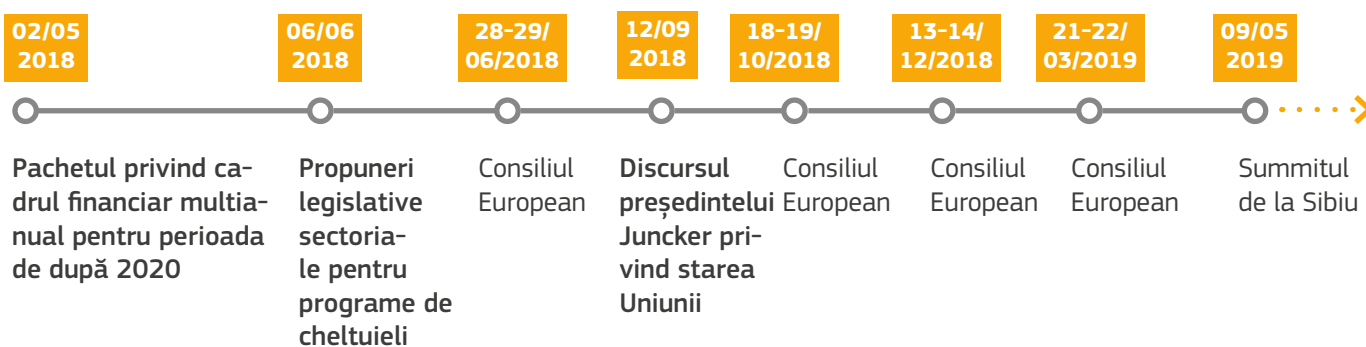 02/05
2018
06/06
2018
28-29/
06/2018
12/09
2018
18-19/
10/2018
13-14/
12/2018
21-22/
03/2019
09/05
2019
Pachetul privind ca-
drul financiar multia-
nual pentru perioada
de după 2020
Propuneri
legislative
sectoria-
le pentru
programe de
cheltuieli
Consiliul
European
Discursul
președintelui
Juncker pri-
vind starea
Uniunii
Consiliul
European
Consiliul
European
Consiliul
European
Summitul
de la Sibiu